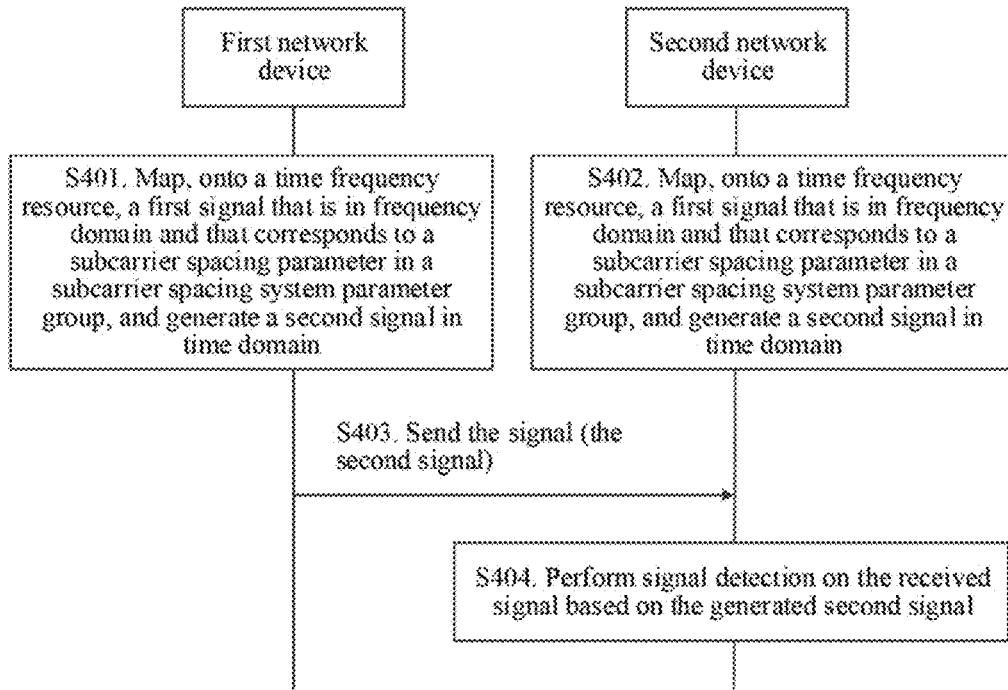 First network
device
Second network
device
S401. Map, onto a time frequency
resource, a first signal that is in frequency
domain and that corresponds to a
subcarrier spacing parameter in a
subcarrier spacing system parameter
group, and generate a second signal in
time domain
S402. Map, onto a time frequency
resource, a first signal that is in frequency
domain and that corresponds to a
subcarrier spacing parameter in a
subcarrier spacing system parameter
group, and generate a second signal in
time domain
S403. Send the signal (the
second signal)
S404. Perform signal detection on the received
signal based on the generated second signal